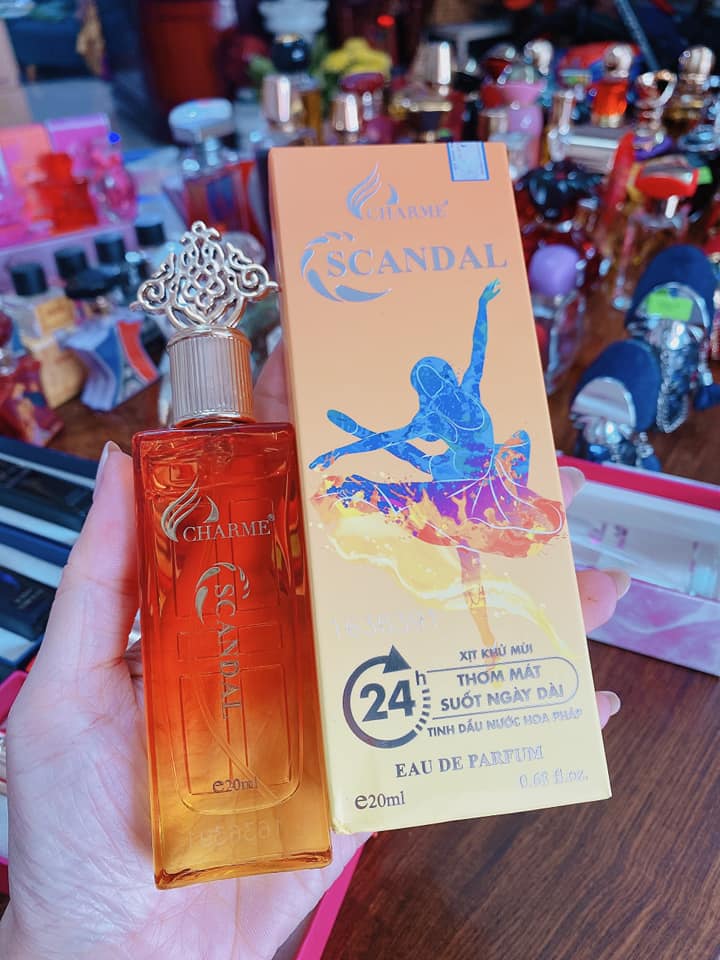 CHARME
SCANDAL
24h
XỊT KHỬ MÙI
THƠM MÁT
SUỐT NGÀY DÀI
TINH DẦU NƯỚC HOA PHÁP
EAU DE PARFUM
e20ml
0.68 fl.oz.
CHARME
SCANDAL
e20ml